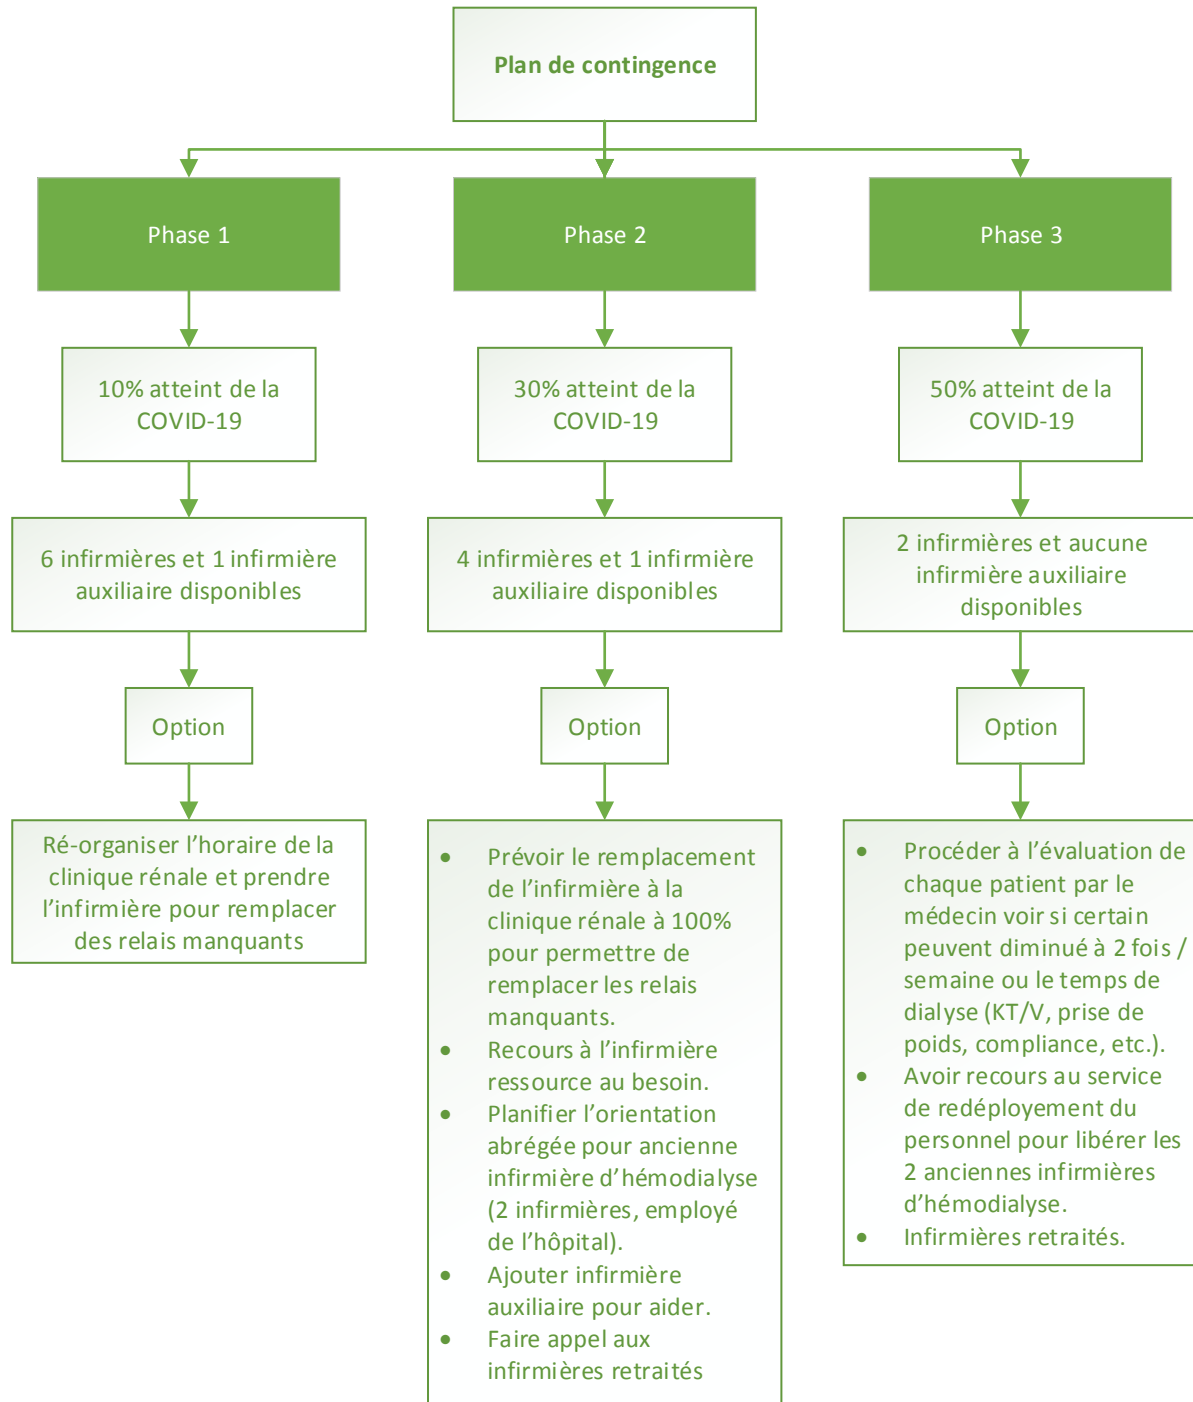 Plan de contingence
Phase 1
Phase 2
Phase 3
10% atteint de la
COVID-19
30% atteint de la
COVID-19
50% atteint de la
COVID-19
6 infirmières et 1 infirmière
auxiliaire disponibles
4 infirmières et 1 infirmière
auxiliaire disponibles
2 infirmières et aucune
infirmière auxiliaire
disponibles
Option
Option
Option
Ré-organiser l’horaire de la
clinique rénale et prendre
l’infirmière pour remplacer
des relais manquants
• Prévoir le remplacement
de l’infirmière à la
clinique rénale à 100%
pour permettre de
remplacer les relais
manquants.
• Recours à l’infirmière
ressource au besoin.
• Planifier l’orientation
abrégée pour ancienne
infirmière d’hémodialyse
(2 infirmières, employé
de l’hôpital).
• Ajouter infirmière
auxiliaire pour aider.
• Faire appel aux
infirmières retraités
• Procéder à l’évaluation de
chaque patient par le
médecin voir si certain
peuvent diminué à 2 fois /
semaine ou le temps de
dialyse (KT/V, prise de
poids, compliance, etc.).
• Avoir recours au service
de redéployement du
personnel pour libérer les
2 anciennes infirmières
d’hémodialyse.
• Infirmières retraités.